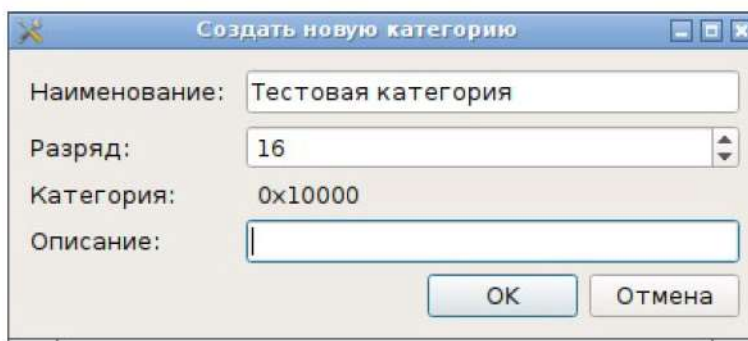 Создать новую категорию
Наименование: Тестовая категория
Разряд: 16
Категория: 0x10000
Описание:
OK Отмена